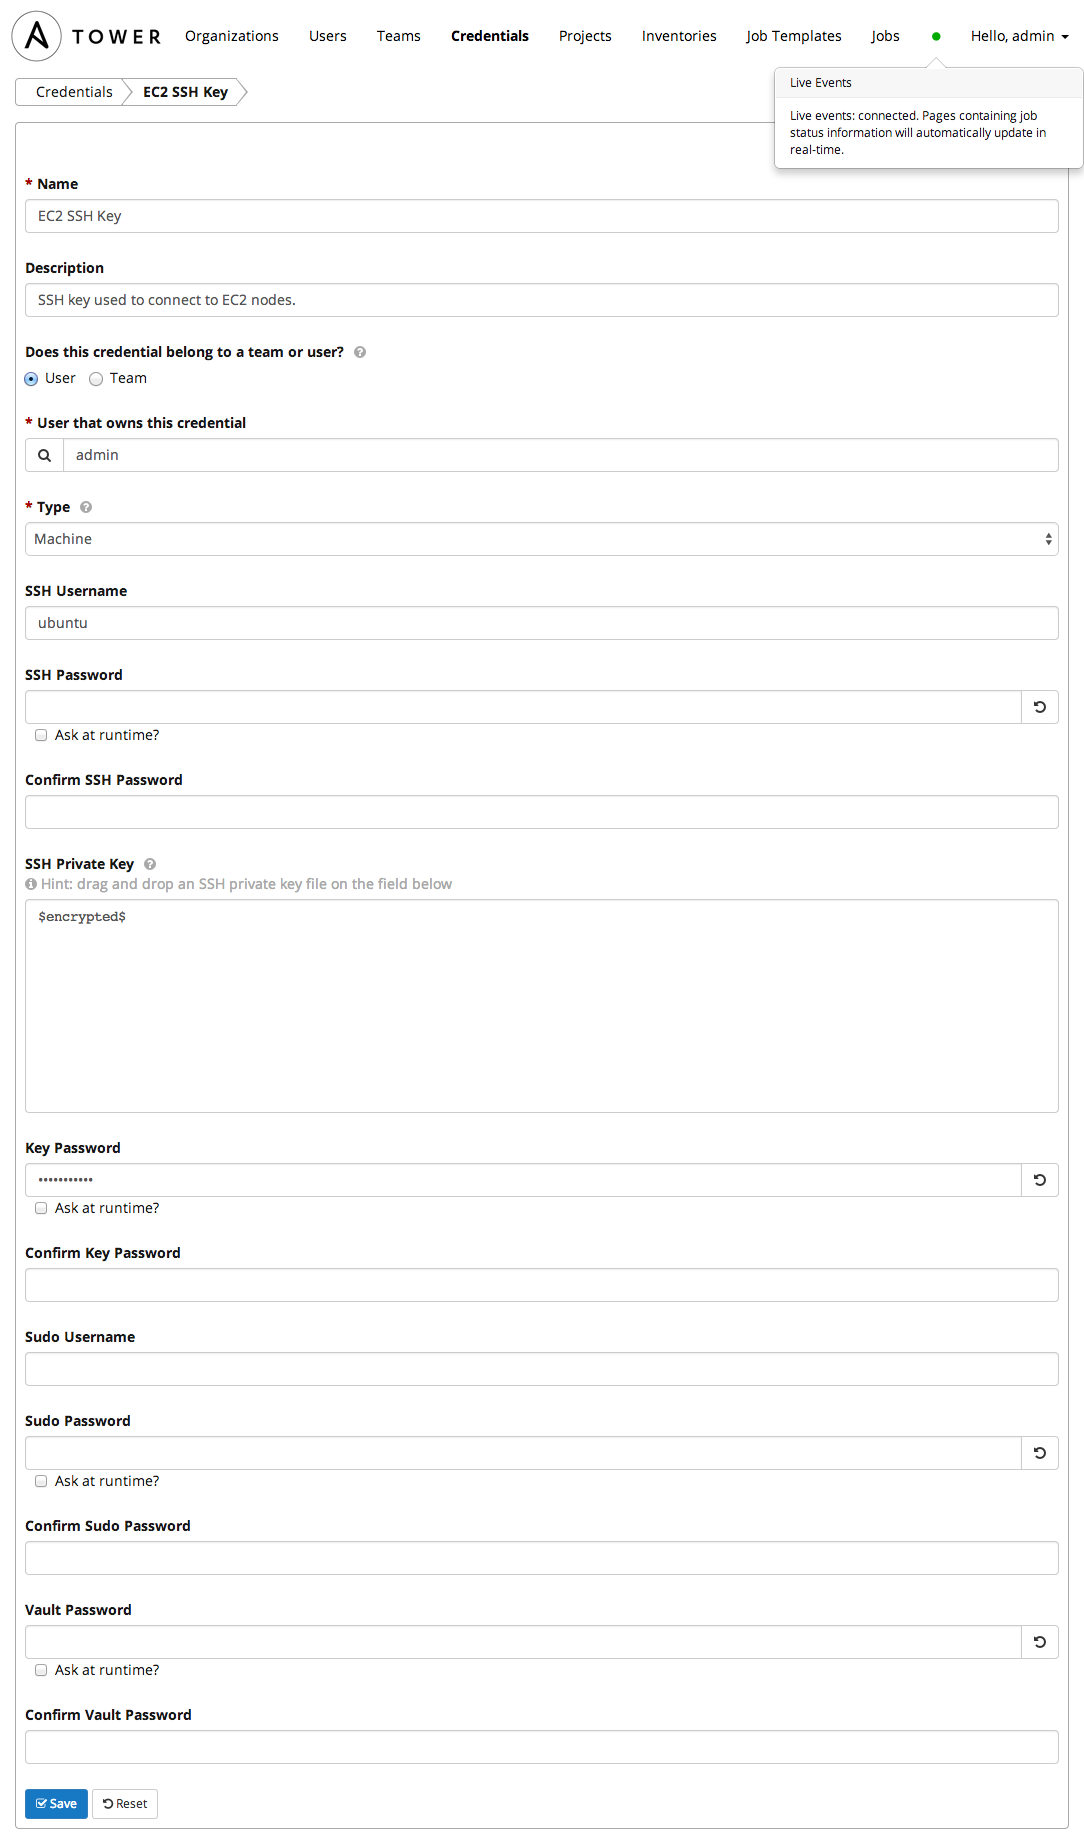 TOWER Organizations Users Teams Credentials Projects Inventories Job Templates Jobs Hello, admin
Credentials EC2 SSH Key
Live Events
Live events: connected. Pages containing job
status information will automatically update in
real-time.
* Name
EC2 SSH Key
Description
SSH key used to connect to EC2 nodes.
Does this credential belong to a team or user?
User Team
* User that owns this credential
admin
* Type
Machine
SSH Username
ubuntu
SSH Password
Ask at runtime?
Confirm SSH Password
SSH Private Key
Hint: drag and drop an SSH private key file on the field below
$encrypted$
Key Password
•••••••••••
Ask at runtime?
Confirm Key Password
Sudo Username
Sudo Password
Ask at runtime?
Confirm Sudo Password
Vault Password
Ask at runtime?
Confirm Vault Password
Save Reset